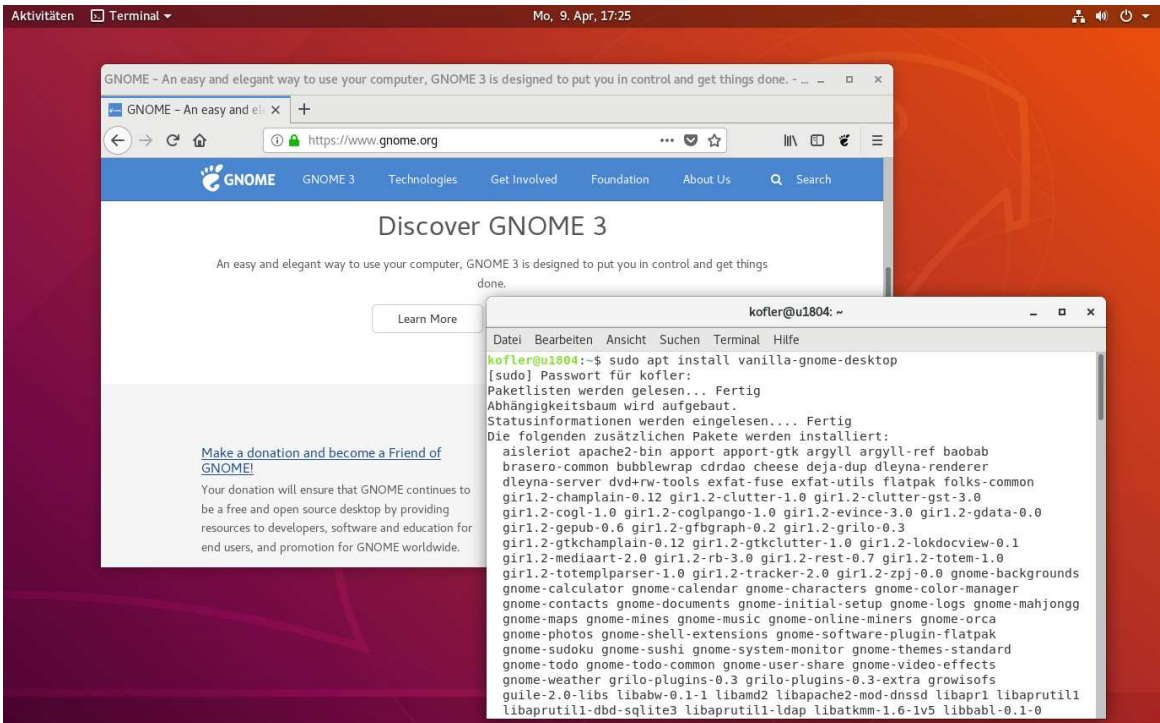 Aktivitäten Terminal Mo, 9. Apr, 17:25
GNOME – An easy and elegant way to use your computer, GNOME 3 is designed to put you in control and get things done. - ...
GNOME – An easy and el
https://www.gnome.org
GNOME GNOME 3 Technologies Get Involved Foundation About Us Search
Discover GNOME 3
An easy and elegant way to use your computer, GNOME 3 is designed to put you in control and get things
done.
Learn More
Make a donation and become a Friend of
GNOME!
Your donation will ensure that GNOME continues to
be a free and open source desktop by providing
resources to developers, software and education for
end users, and promotion for GNOME worldwide.
kofler@u1804: ~
Datei Bearbeiten Ansicht Suchen Terminal Hilfe
kofler@u1804:~$ sudo apt install vanilla-gnome-desktop
[sudo] Passwort für kofler:
Paketlisten werden gelesen... Fertig
Abhängigkeitsbaum wird aufgebaut.
Statusinformationen werden eingelesen.... Fertig
Die folgenden zusätzlichen Pakete werden installiert:
aisleriot apache2-bin apport apport-gtk argyll argyll-ref baobab
brasero-common bubblewrap cdrdao cheese deja-dup dleyna-renderer
dleyna-server dvd+rw-tools exfat-fuse exfat-utils flatpak folks-common
gir1.2-champlain-0.12 gir1.2-clutter-1.0 gir1.2-clutter-gst-3.0
gir1.2-cogl-1.0 gir1.2-coglpango-1.0 gir1.2-evince-3.0 gir1.2-gdata-0.0
gir1.2-gepub-0.6 gir1.2-gfbgraph-0.2 gir1.2-grilo-0.3
gir1.2-gtkchamplain-0.12 gir1.2-gtkclutter-1.0 gir1.2-lokdocview-0.1
gir1.2-mediaart-2.0 gir1.2-rb-3.0 gir1.2-rest-0.7 gir1.2-totem-1.0
gir1.2-totemplparser-1.0 gir1.2-tracker-2.0 gir1.2-zpj-0.0 gnome-backgrounds
gnome-calculator gnome-calendar gnome-characters gnome-color-manager
gnome-contacts gnome-documents gnome-initial-setup gnome-logs gnome-mahjongg
gnome-maps gnome-mines gnome-music gnome-online-miners gnome-orca
gnome-photos gnome-shell-extensions gnome-software-plugin-flatpak
gnome-sudoku gnome-sushi gnome-system-monitor gnome-themes-standard
gnome-todo gnome-todo-common gnome-user-share gnome-video-effects
gnome-weather grilo-plugins-0.3 grilo-plugins-0.3-extra growisofs
guile-2.0-libs libabw-0.1-1 libamd2 libapache2-mod-dnssd libapr1 libaprutil1
libaprutil1-dbd-sqlite3 libaprutil1-ldap libatkmm-1.6-1v5 libbabl-0.1-0